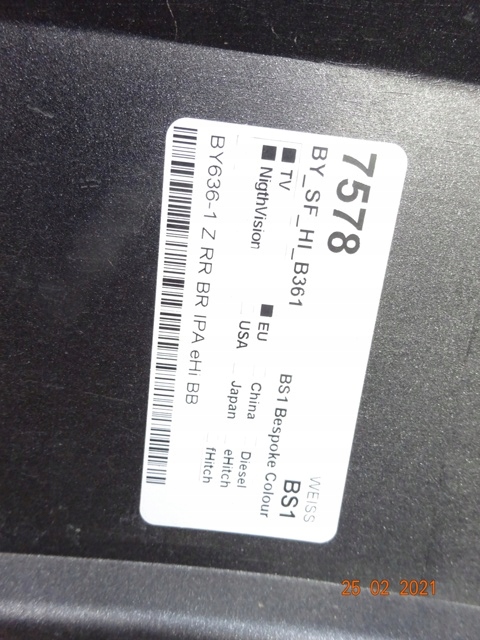 7578
WEISS
BY_SF_HI_B361
BS1
BS1 Bespoke Colour
TV
EU
China
Diesel
NigthVision
USA
Japan
eHitch
fHitch
BY636-1 Z RR BR IPA eHi BB
25 02 2021